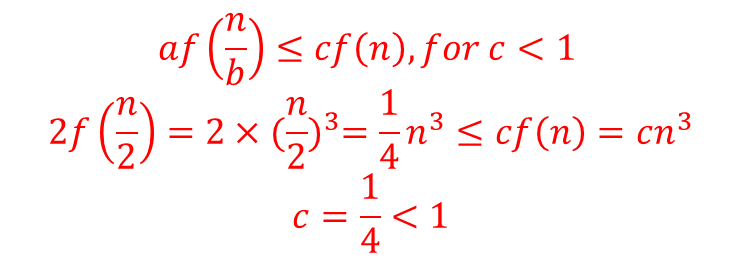 af(n/b) ≤ cf(n), for c < 1
2f(n/2) = 2 × (n/2)³ = 1/4 n³ ≤ cf(n) = cn³
c = 1/4 < 1